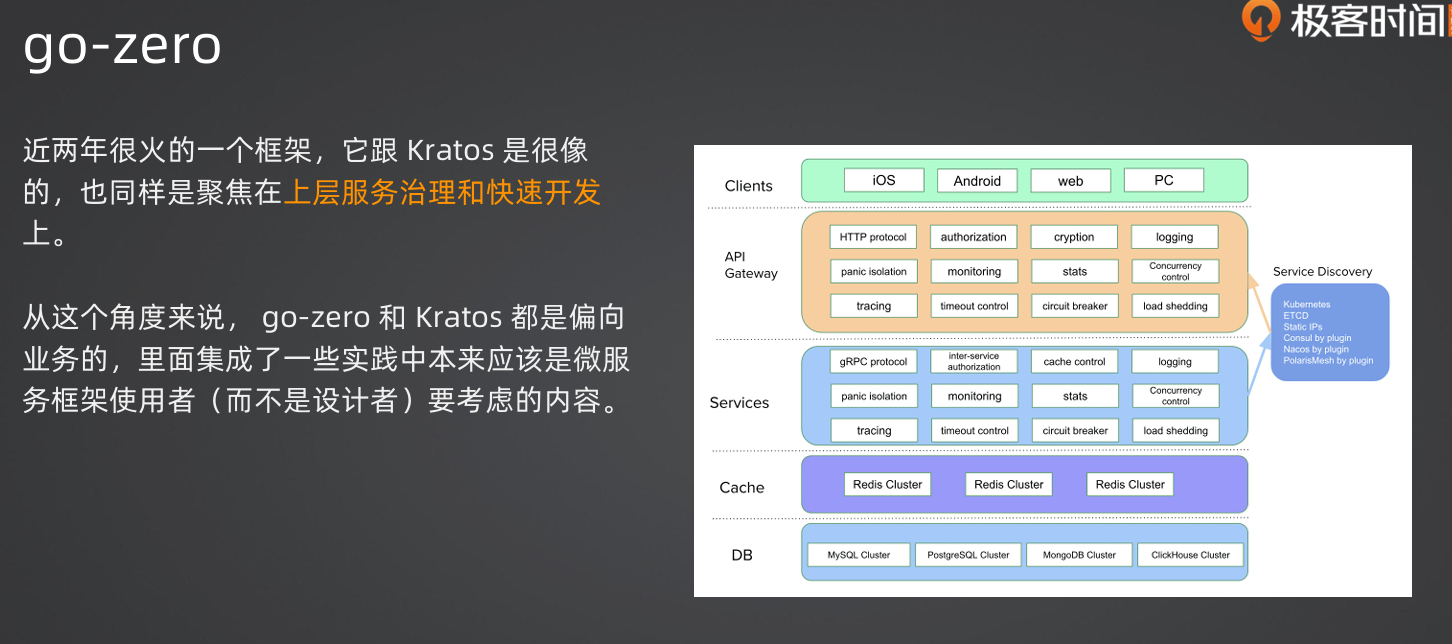 go-zero
极客时间
近两年很火的一个框架，它跟 Kratos 是很像
的，也同样是聚焦在上层服务治理和快速开发
上。
从这个角度来说， go-zero 和 Kratos 都是偏向
业务的，里面集成了一些实践中本来应该是微服
务框架使用者（而不是设计者）要考虑的内容。
Clients
iOS
Android
web
PC
API
Gateway
HTTP protocol
authorization
cryption
logging
panic isolation
monitoring
stats
Concurrency
control
tracing
timeout control
circuit breaker
load shedding
Service Discovery
Kubernetes
ETCD
Static IPs
Consul by plugin
Nacos by plugin
PolarisMesh by plugin
Services
gRPC protocol
inter-service
authorization
cache control
logging
panic isolation
monitoring
stats
Concurrency
control
tracing
timeout control
circuit breaker
load shedding
Cache
Redis Cluster
Redis Cluster
Redis Cluster
DB
MySQL Cluster
PostgreSQL Cluster
MongoDB Cluster
ClickHouse Cluster